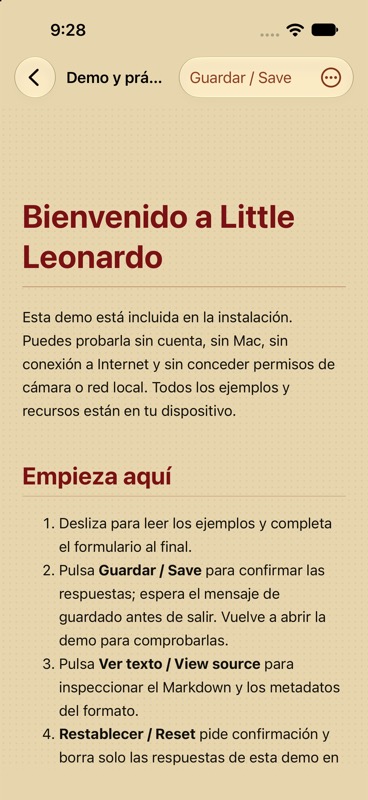 9:28
Demo y prá...
Guardar / Save
Bienvenido a Little
Leonardo
Esta demo está incluida en la instalación.
Puedes probarla sin cuenta, sin Mac, sin
conexión a Internet y sin conceder permisos de
cámara o red local. Todos los ejemplos y
recursos están en tu dispositivo.
Empieza aquí
1. Desliza para leer los ejemplos y completa
el formulario al final.
2. Pulsa Guardar / Save para confirmar las
respuestas; espera el mensaje de
guardado antes de salir. Vuelve a abrir la
demo para comprobarlas.
3. Pulsa Ver texto / View source para
inspeccionar el Markdown y los metadatos
del formato.
4. Restablecer / Reset pide confirmación y
borra solo las respuestas de esta demo en